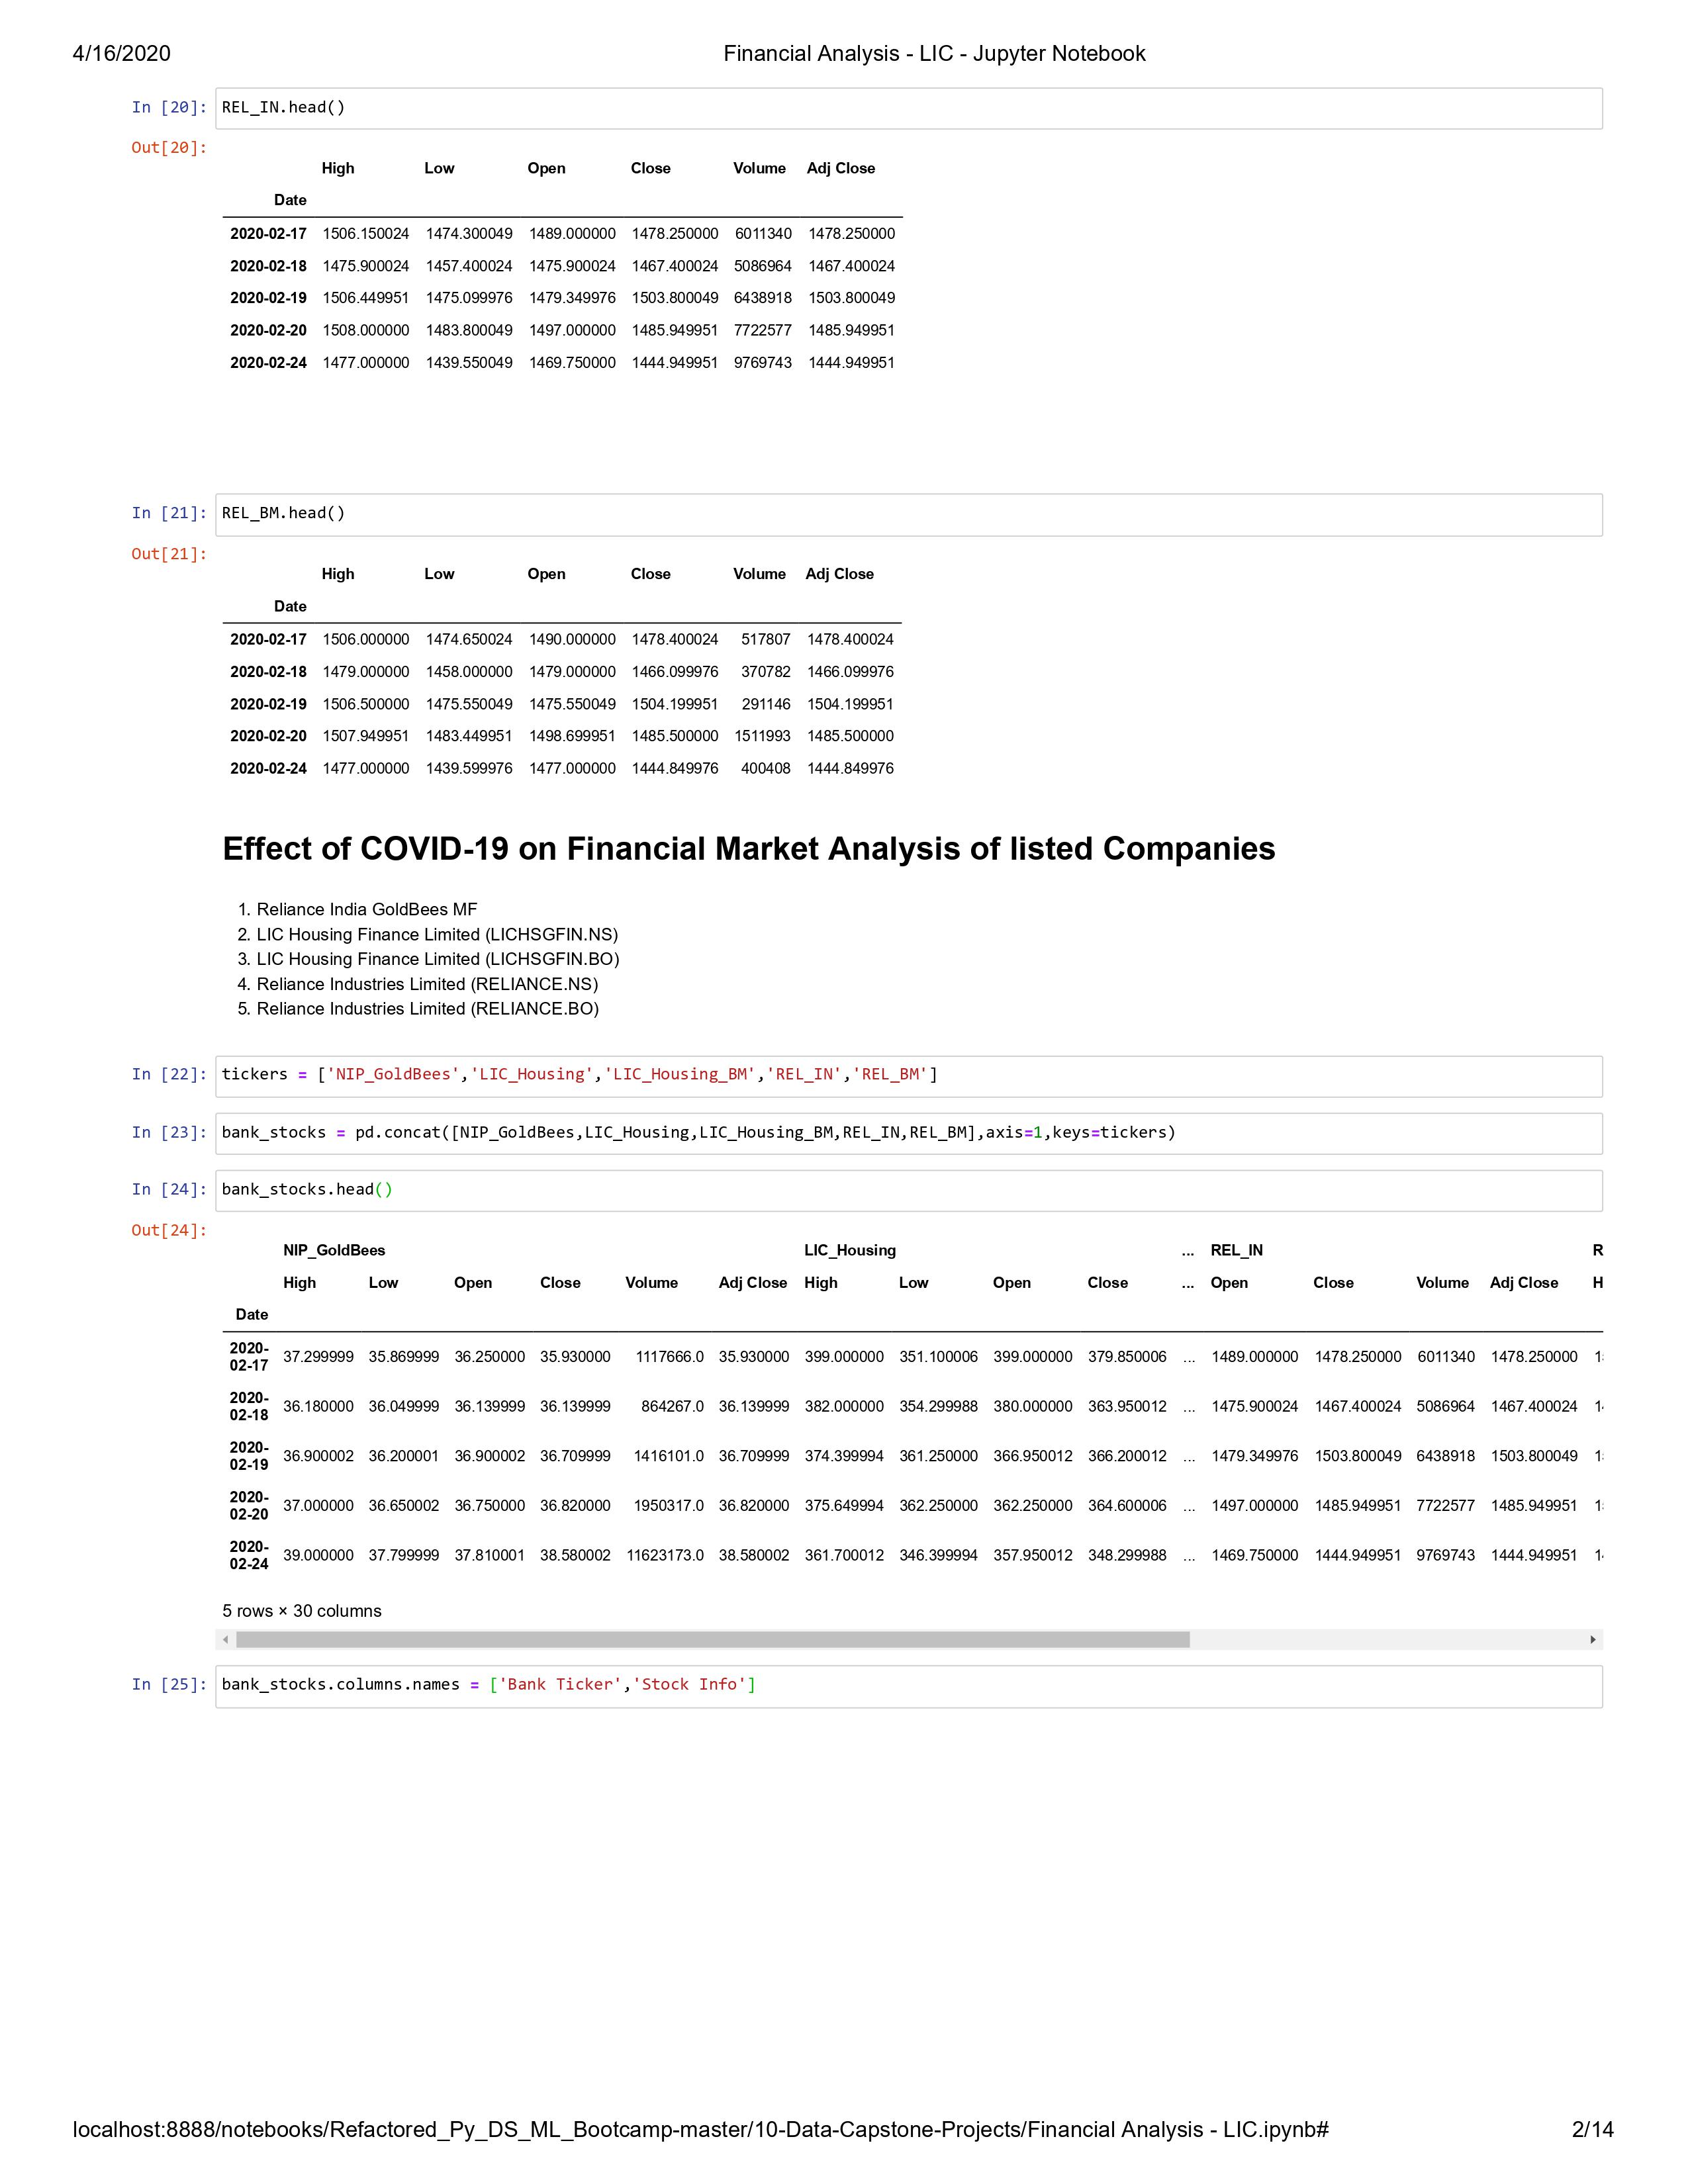 4/16/2020 Financial Analysis - LIC - Jupyter Notebook
In [20]: REL_IN.head()
Out[20]:
High Low Open Close Volume Adj Close
Date
2020-02-17 1506.150024 1474.300049 1489.000000 1478.250000 6011340 1478.250000
2020-02-18 1475.900024 1457.400024 1475.900024 1467.400024 5086964 1467.400024
2020-02-19 1506.449951 1475.099976 1479.349976 1503.800049 6438918 1503.800049
2020-02-20 1508.000000 1483.800049 1497.000000 1485.949951 7722577 1485.949951
2020-02-24 1477.000000 1439.550049 1469.750000 1444.949951 9769743 1444.949951
In [21]: REL_BM.head()
Out[21]:
High Low Open Close Volume Adj Close
Date
2020-02-17 1506.000000 1474.650024 1490.000000 1478.400024 517807 1478.400024
2020-02-18 1479.000000 1458.000000 1479.000000 1466.099976 370782 1466.099976
2020-02-19 1506.500000 1475.550049 1475.550049 1504.199951 291146 1504.199951
2020-02-20 1507.949951 1483.449951 1498.699951 1485.500000 1511993 1485.500000
2020-02-24 1477.000000 1439.599976 1477.000000 1444.849976 400408 1444.849976
Effect of COVID-19 on Financial Market Analysis of listed Companies
1. Reliance India GoldBees MF
2. LIC Housing Finance Limited (LICHSGFIN.NS)
3. LIC Housing Finance Limited (LICHSGFIN.BO)
4. Reliance Industries Limited (RELIANCE.NS)
5. Reliance Industries Limited (RELIANCE.BO)
In [22]: tickers = ['NIP_GoldBees','LIC_Housing','LIC_Housing_BM','REL_IN','REL_BM']
In [23]: bank_stocks = pd.concat([NIP_GoldBees,LIC_Housing,LIC_Housing_BM,REL_IN,REL_BM],axis=1,keys=tickers)
In [24]: bank_stocks.head()
Out[24]:
NIP_GoldBees LIC_Housing ... REL_IN R
High Low Open Close Volume Adj Close High Low Open Close ... Open Close Volume Adj Close H
Date
2020-
02-17 37.299999 35.869999 36.250000 35.930000 1117666.0 35.930000 399.000000 351.100006 399.000000 379.850006 ... 1489.000000 1478.250000 6011340 1478.250000
2020-
02-18 36.180000 36.049999 36.139999 36.139999 864267.0 36.139999 382.000000 354.299988 380.000000 363.950012 ... 1475.900024 1467.400024 5086964 1467.400024
2020-
02-19 36.900002 36.200001 36.900002 36.709999 1416101.0 36.709999 374.399994 361.250000 366.950012 366.200012 ... 1479.349976 1503.800049 6438918 1503.800049
2020-
02-20 37.000000 36.650002 36.750000 36.820000 1950317.0 36.820000 375.649994 362.250000 362.250000 364.600006 ... 1497.000000 1485.949951 7722577 1485.949951
2020-
02-24 39.000000 37.799999 37.810001 38.580002 11623173.0 38.580002 361.700012 346.399994 357.950012 348.299988 ... 1469.750000 1444.949951 9769743 1444.949951
5 rows × 30 columns
In [25]: bank_stocks.columns.names = ['Bank Ticker','Stock Info']
localhost:8888/notebooks/Refactored_Py_DS_ML_Bootcamp-master/10-Data-Capstone-Projects/Financial Analysis - LIC.ipynb# 2/14